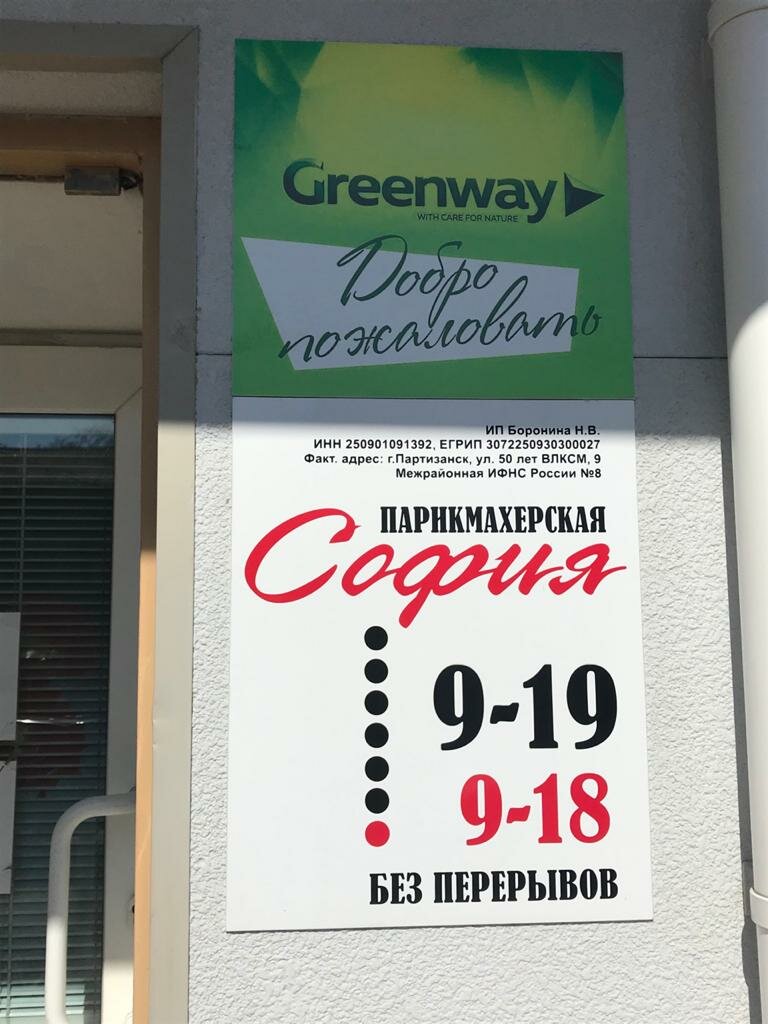 Greenway
WITH CARE FOR NATURE
Добро
пожаловать
ИП Боронина Н.В.
ИНН 250901091392, ЕГРИП 3072250930300027
Факт. адрес: г.Партизанск, ул. 50 лет ВЛКСМ, 9
Межрайонная ИФНС России №8
ПАРИКМАХЕРСКАЯ
София
9-19
9-18
БЕЗ ПЕРЕРЫВОВ